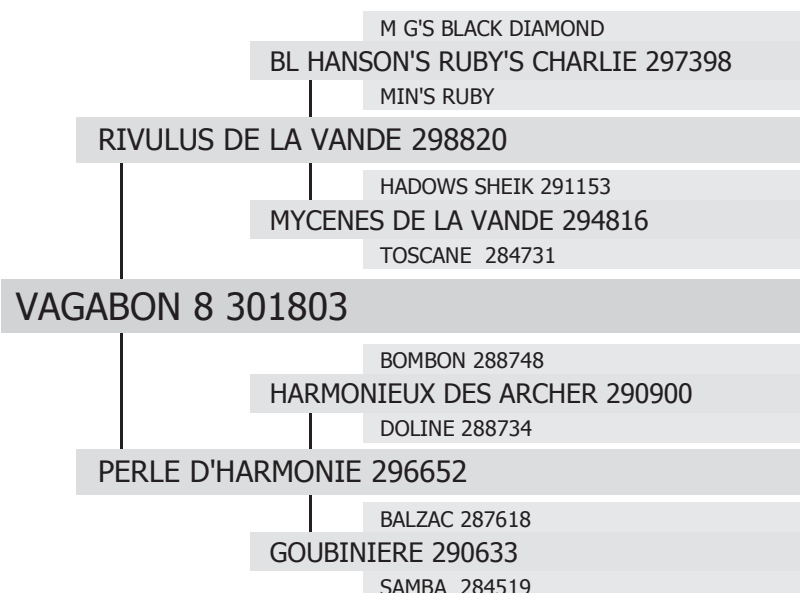 M G'S BLACK DIAMOND
BL HANSON'S RUBY'S CHARLIE 297398
MIN'S RUBY
RIVULUS DE LA VANDE 298820
HADOWS SHEIK 291153
MYCENES DE LA VANDE 294816
TOSCANE 284731
VAGABON 8 301803
BOMBON 288748
HARMONIEUX DES ARCHER 290900
DOLINE 288734
PERLE D'HARMONIE 296652
BALZAC 287618
GOUBINIERE 290633
SAMBA 284519